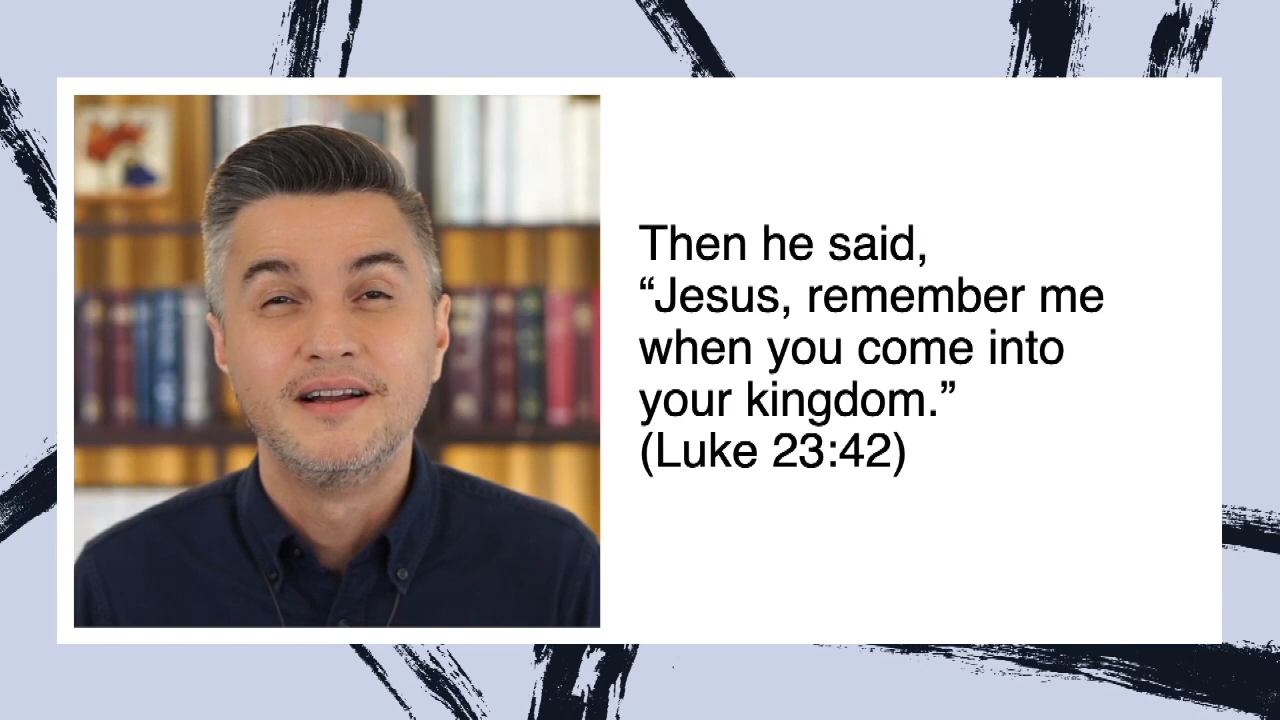 Then he said,
“Jesus, remember me
when you come into
your kingdom.”
(Luke 23:42)